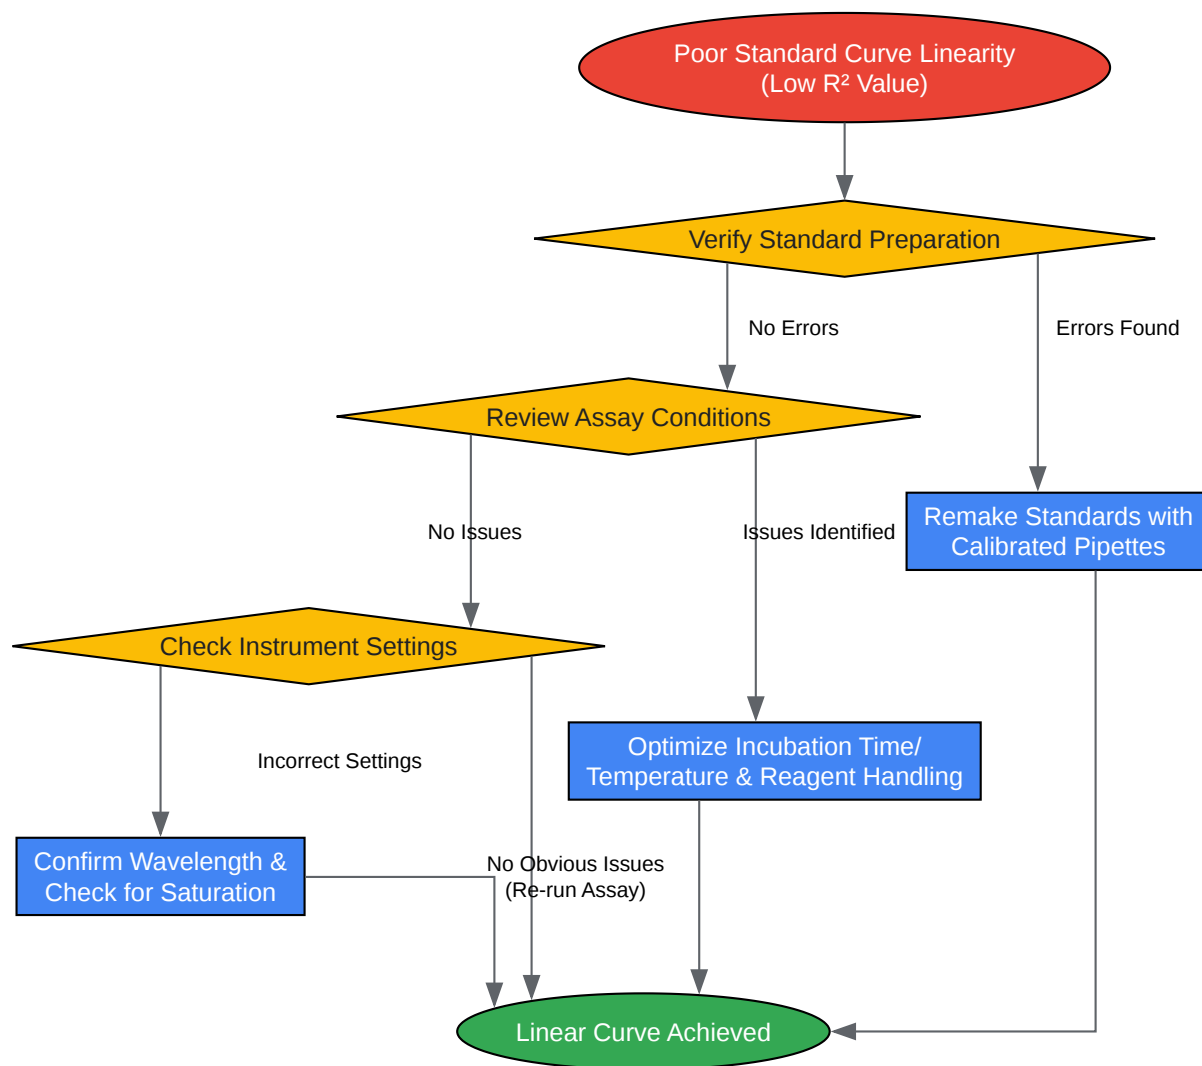 Poor Standard Curve Linearity
(Low R² Value)
Verify Standard Preparation
No Errors
Errors Found
Review Assay Conditions
No Issues
Issues Identified
Remake Standards with
Calibrated Pipettes
Check Instrument Settings
Incorrect Settings
Optimize Incubation Time/
Temperature & Reagent Handling
Confirm Wavelength &
Check for Saturation
No Obvious Issues
(Re-run Assay)
Linear Curve Achieved